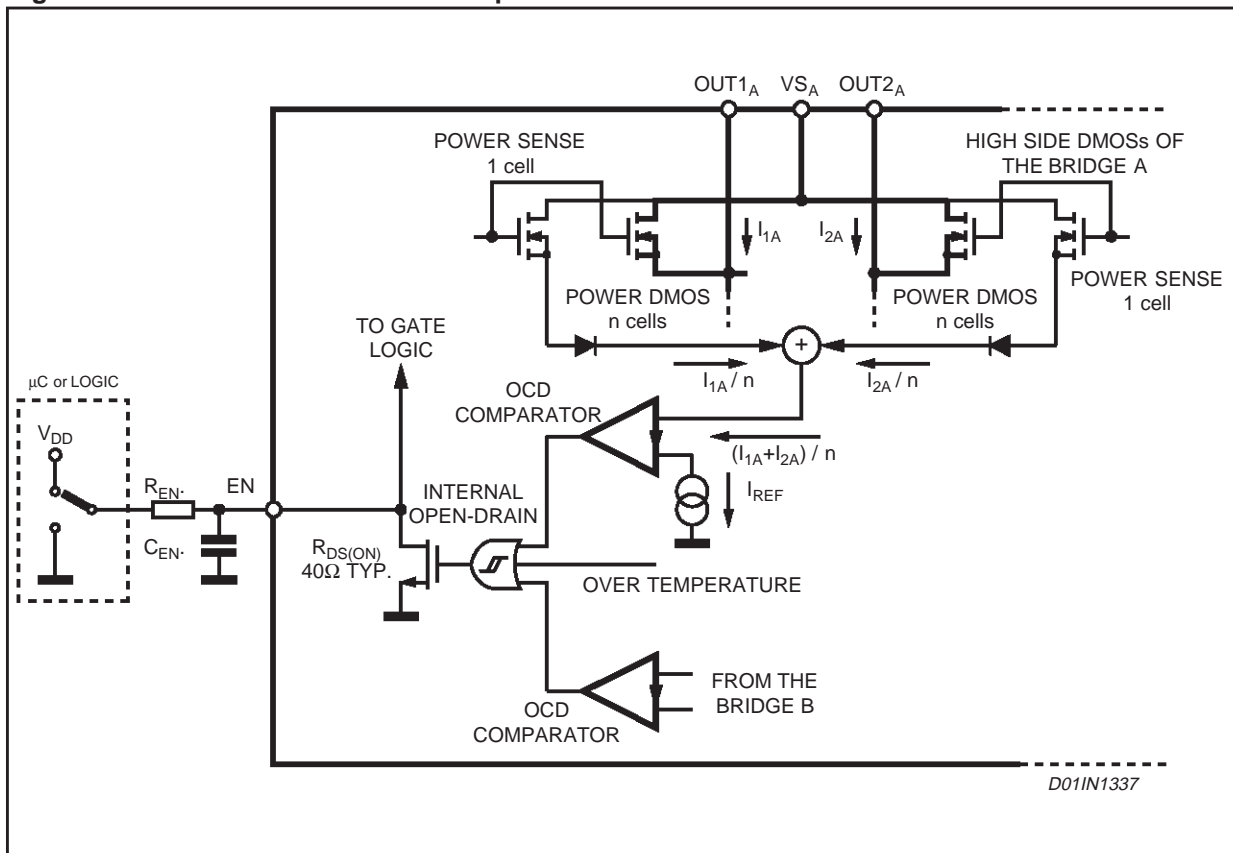 OUT1A VSA OUT2A
POWER SENSE
1 cell
HIGH SIDE DMOSs OF
THE BRIDGE A
I1A
I2A
POWER SENSE
1 cell
POWER DMOS
n cells
POWER DMOS
n cells
TO GATE
LOGIC
+
I1A / n
I2A / n
μC or LOGIC
OCD
COMPARATOR
VDD
(I1A+I2A) / n
REN.
EN
INTERNAL
OPEN-DRAIN
IREF
CEN.
RDS(ON)
40Ω TYP.
OVER TEMPERATURE
FROM THE
BRIDGE B
OCD
COMPARATOR
D01IN1337